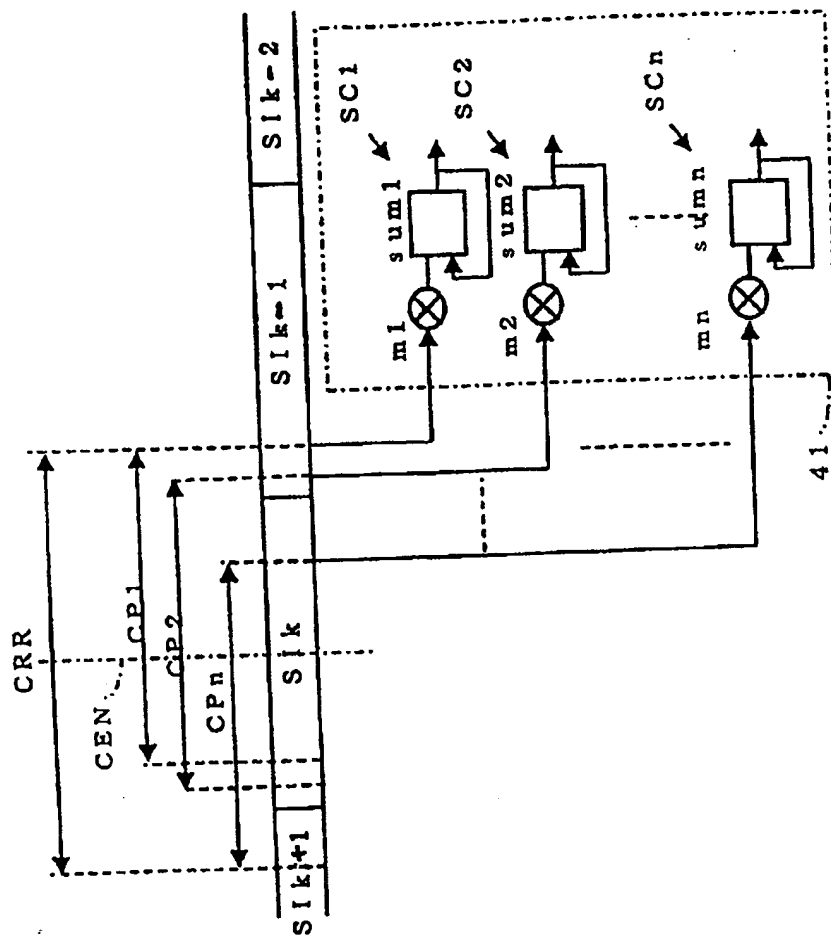 CRR
CEN
CP1
CP2
CPn
SIk+1
SIk
SIk-1
SIk-2
m1
sum1
SC1
m2
sum2
SC2
mn
sumn
SCn
41